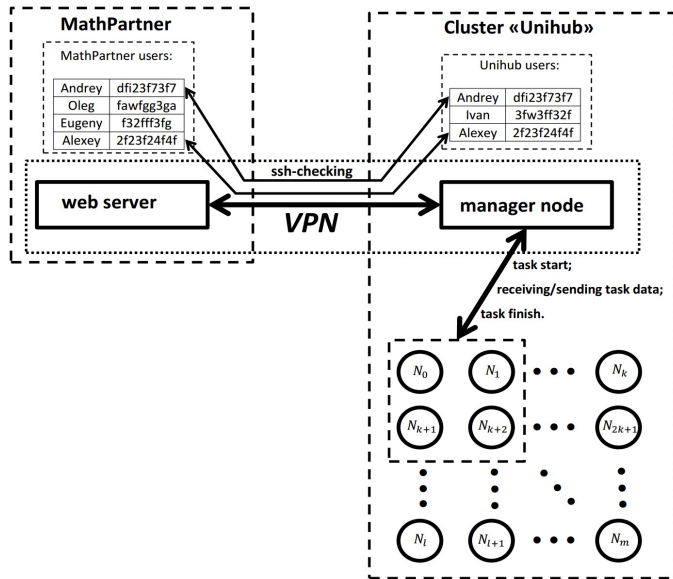 MathPartner
MathPartner users:
Andrey dfi23f73f7
Oleg fawfgg3ga
Eugeny f32fff3fg
Alexey 2f23f24f4f
Cluster «Unihub»
Unihub users:
Andrey dfi23f73f7
Ivan 3fw3ff32f
Alexey 2f23f24f4f
ssh-checking
web server
VPN
manager node
task start;
receiving/sending task data;
task finish.
N₀ N₁ • • • Nₖ
Nₖ₊₁ Nₖ₊₂ • • • N₂ₖ₊₁
Nₗ Nₗ₊₁ • • • Nₘ